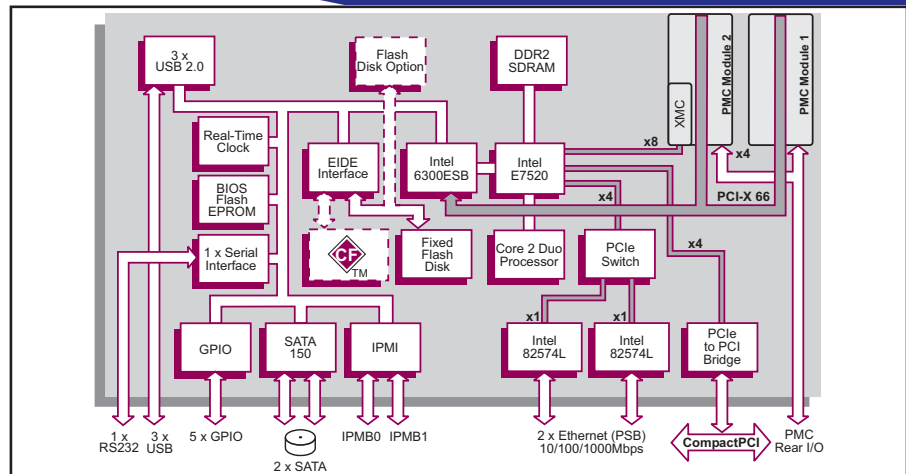 3 x
USB 2.0
Flash
Disk Option
DDR2
SDRAM
PMC Module 2
PMC Module 1
XMC
Real-Time
Clock
EIDE
Interface
Intel
6300ESB
Intel
E7520
x8
x4
PCI-X 66
BIOS
Flash
EPROM
x4
1 x Serial
Interface
CF
TM
Fixed
Flash
Disk
Core 2 Duo
Processor
PCIe
Switch
x4
x1
x1
GPIO
SATA
150
IPMI
Intel
82574L
Intel
82574L
PCIe
to PCI
Bridge
1 x
RS232
3 x
USB
5 x GPIO
2 x SATA
IPMB0
IPMB1
2 x Ethernet (PSB)
10/100/1000Mbps
CompactPCI
PMC
Rear I/O